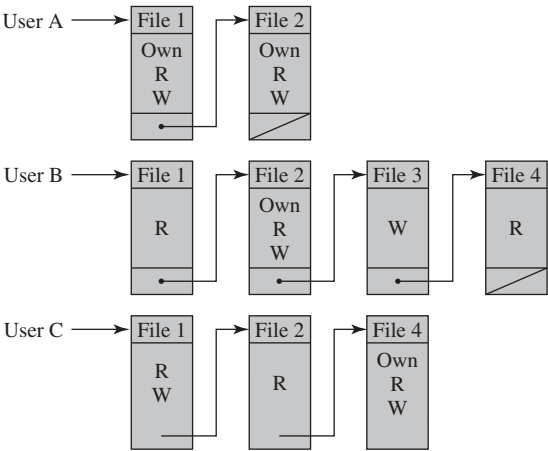 User A
File 1
Own
R
W
File 2
Own
R
W
User B
File 1
R
File 2
Own
R
W
File 3
W
File 4
R
User C
File 1
R
W
File 2
R
File 4
Own
R
W